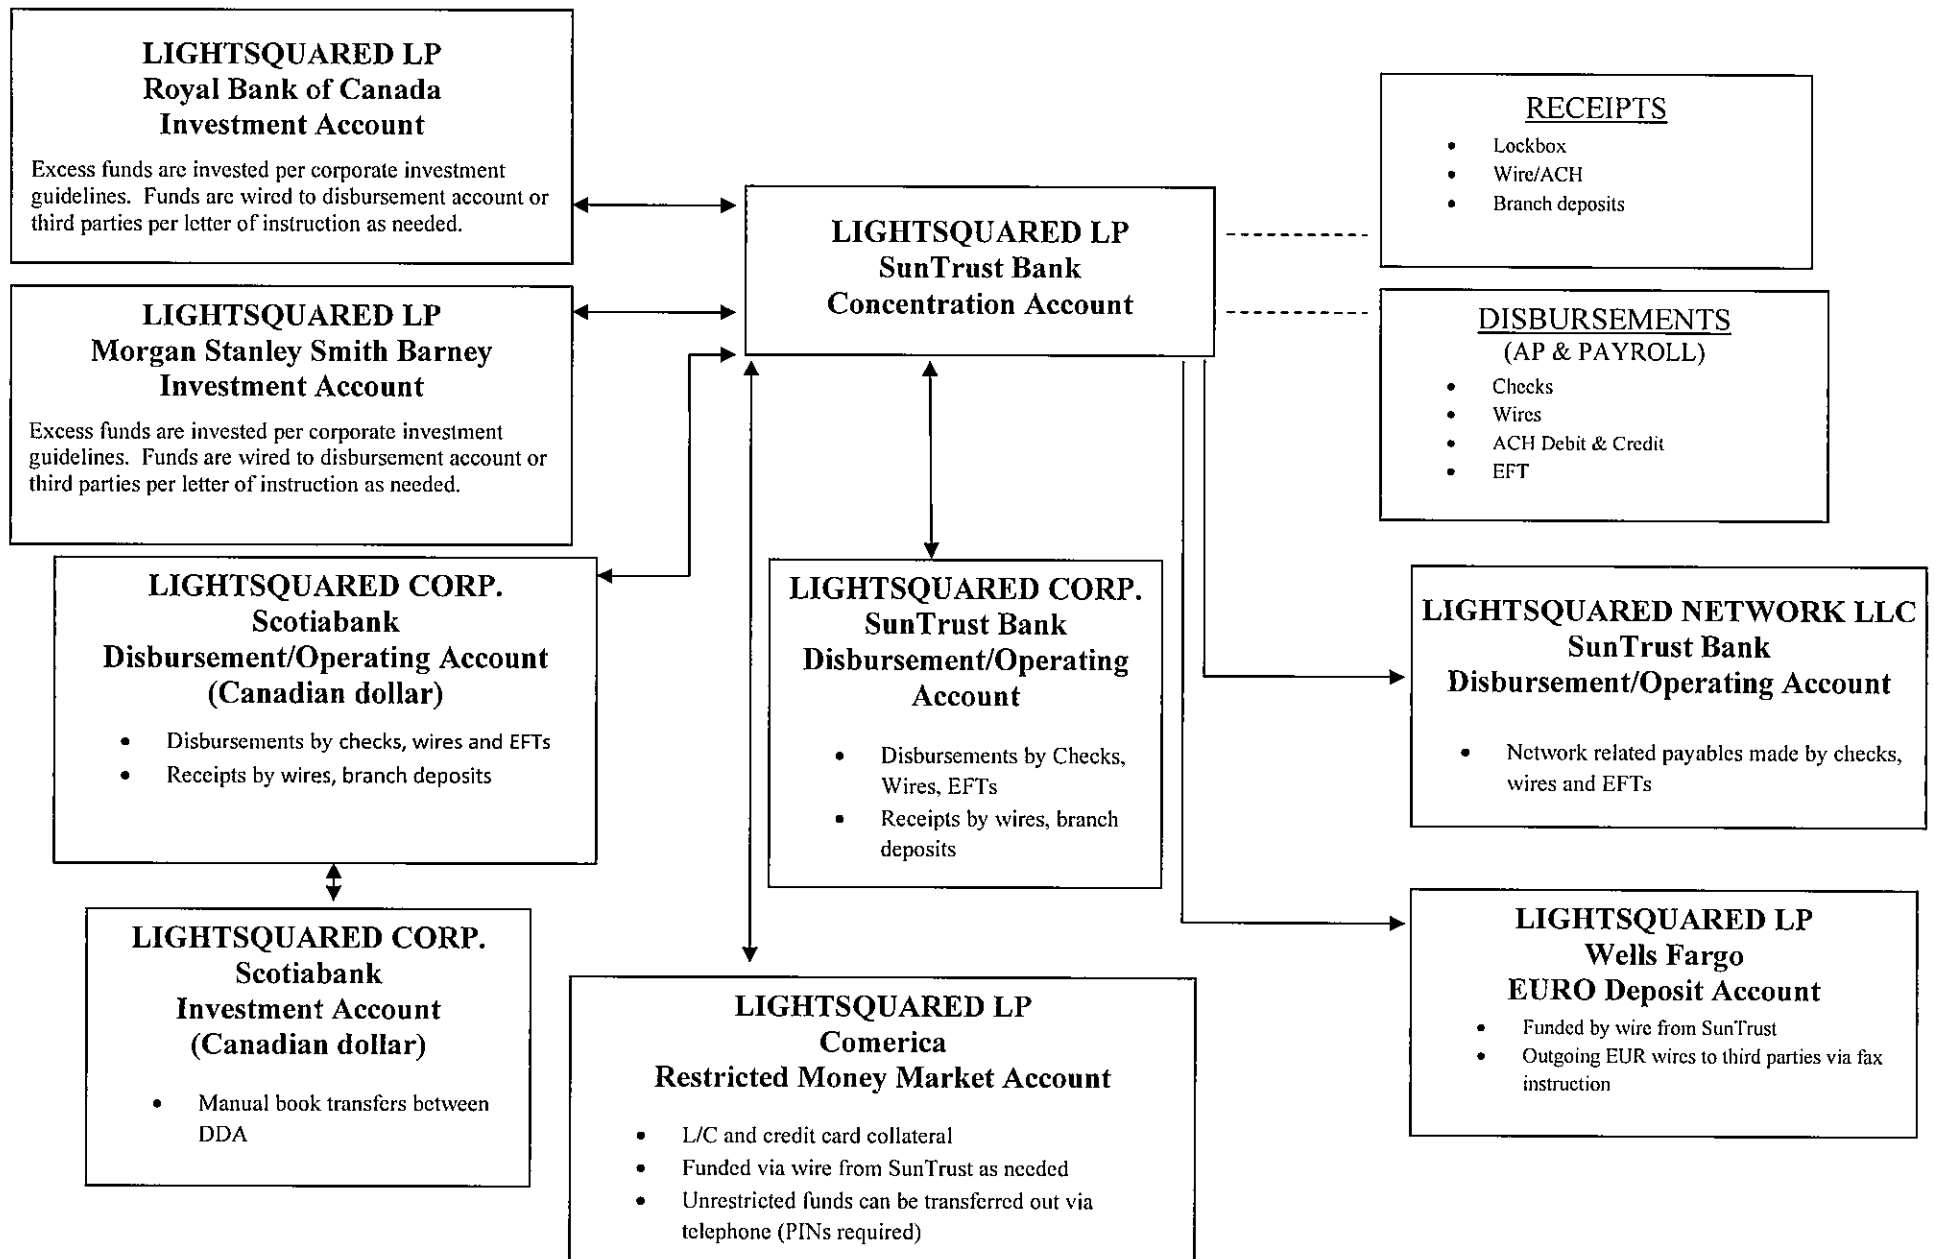 LIGHTSQUARED LP
Royal Bank of Canada
Investment Account
Excess funds are invested per corporate investment
guidelines. Funds are wired to disbursement account or
third parties per letter of instruction as needed.
LIGHTSQUARED LP
Morgan Stanley Smith Barney
Investment Account
Excess funds are invested per corporate investment
guidelines. Funds are wired to disbursement account or
third parties per letter of instruction as needed.
LIGHTSQUARED LP
SunTrust Bank
Concentration Account
RECEIPTS
• Lockbox
• Wire/ACH
• Branch deposits
DISBURSEMENTS
(AP & PAYROLL)
• Checks
• Wires
• ACH Debit & Credit
• EFT
LIGHTSQUARED CORP.
Scotiabank
Disbursement/Operating Account
(Canadian dollar)
• Disbursements by checks, wires and EFTs
• Receipts by wires, branch deposits
LIGHTSQUARED CORP.
SunTrust Bank
Disbursement/Operating
Account
• Disbursements by Checks,
Wires, EFTs
• Receipts by wires, branch
deposits
LIGHTSQUARED NETWORK LLC
SunTrust Bank
Disbursement/Operating Account
• Network related payables made by checks,
wires and EFTs
LIGHTSQUARED CORP.
Scotiabank
Investment Account
(Canadian dollar)
• Manual book transfers between
DDA
LIGHTSQUARED LP
Comerica
Restricted Money Market Account
• L/C and credit card collateral
• Funded via wire from SunTrust as needed
• Unrestricted funds can be transferred out via
telephone (PINs required)
LIGHTSQUARED LP
Wells Fargo
EURO Deposit Account
• Funded by wire from SunTrust
• Outgoing EUR wires to third parties via fax
instruction